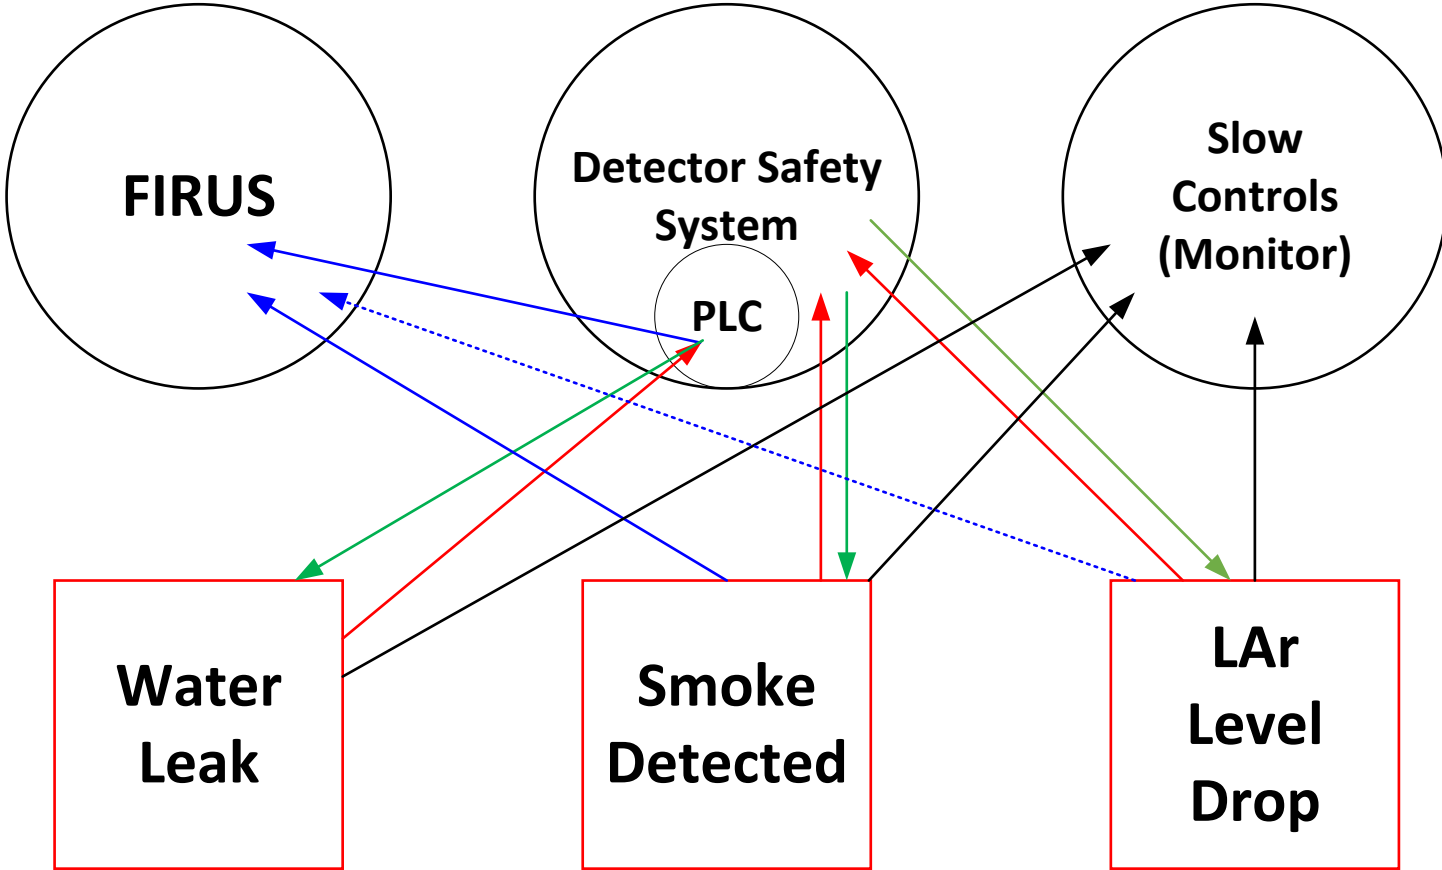 FIRUS
Detector Safety
System
PLC
Slow
Controls
(Monitor)
Water
Leak
Smoke
Detected
LAr
Level
Drop